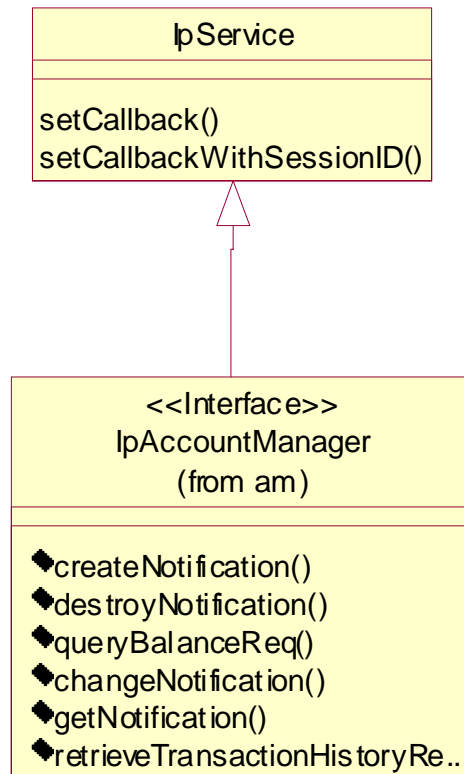 IpService
setCallback()
setCallbackWithSessionID()
<<Interface>>
IpAccountManager
(from am)
createNotification()
destroyNotification()
queryBalanceReq()
changeNotification()
getNotification()
retrieveTransactionHistoryRe..